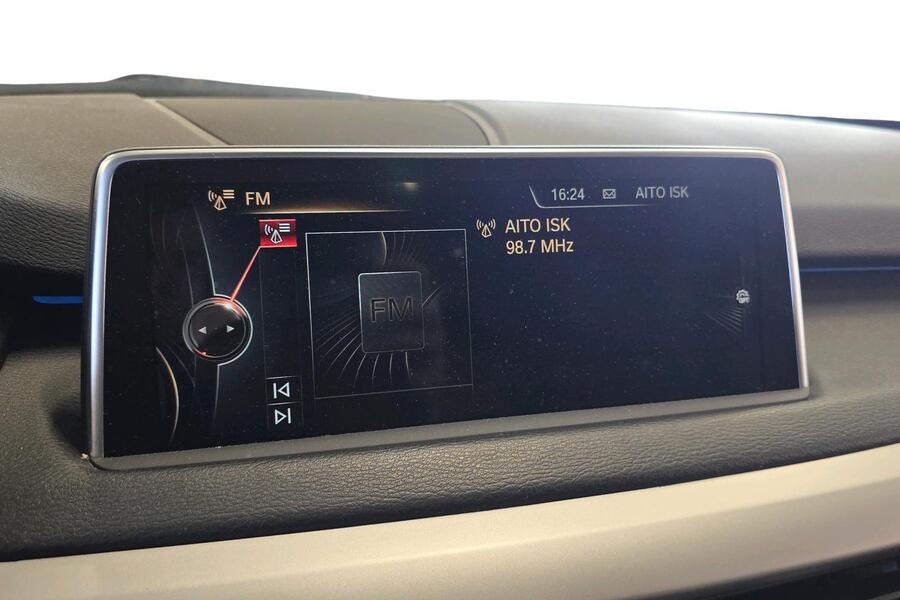 FM
16:24 AITO ISK
AITO ISK
98.7 MHz
FM